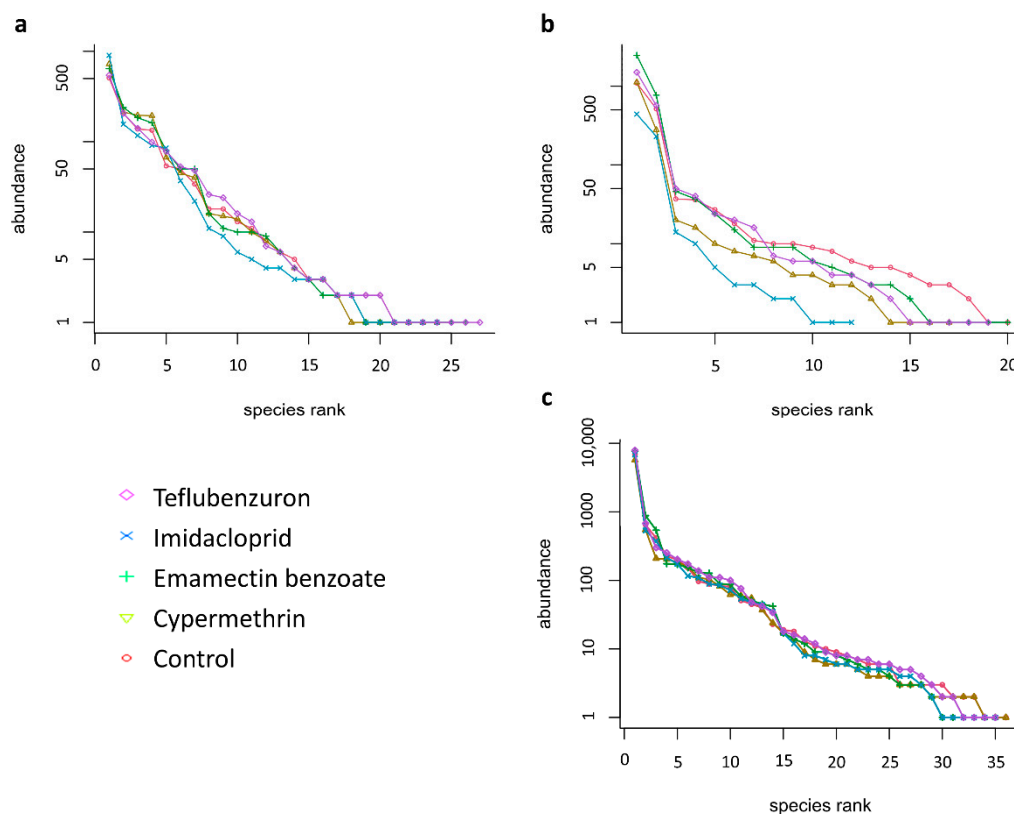 a
abundance
500
50
5
1
0 5 10 15 20 25
species rank
b
abundance
500
50
5
1
5 10 15 20
species rank
c
abundance
10,000
1000
100
10
1
0 5 10 15 20 25 30 35
species rank
Teflubenzuron
Imidacloprid
Emamectin benzoate
Cypermethrin
Control